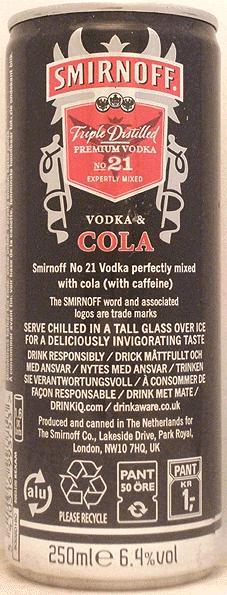 SMIRNOFF
Triple Distilled
PREMIUM VODKA
No. 21
EXPERTLY MIXED
VODKA &
COLA
Smirnoff No 21 Vodka perfectly mixed
with cola (with caffeine)
The SMIRNOFF word and associated
logos are trade marks
SERVE CHILLED IN A TALL GLASS OVER ICE
FOR A DELICIOUSLY INVIGORATING TASTE
DRINK RESPONSIBLY / DRICK MÅTTFULLT OCH
MED ANSVAR / NYTES MED ANSVAR / TRINKEN
SIE VERANTWORTUNGSVOLL / À CONSOMMER DE
FAÇON RESPONSABLE / DRINK MET MATE /
DRINKiQ.com / drinkaware.co.uk
Produced and canned in The Netherlands for
The Smirnoff Co., Lakeside Drive, Park Royal,
London, NW10 7HQ, UK
alu
PLEASE RECYCLE
PANT
50 ÖRE
PANT
KR
1,-
250ml e 6.4%vol